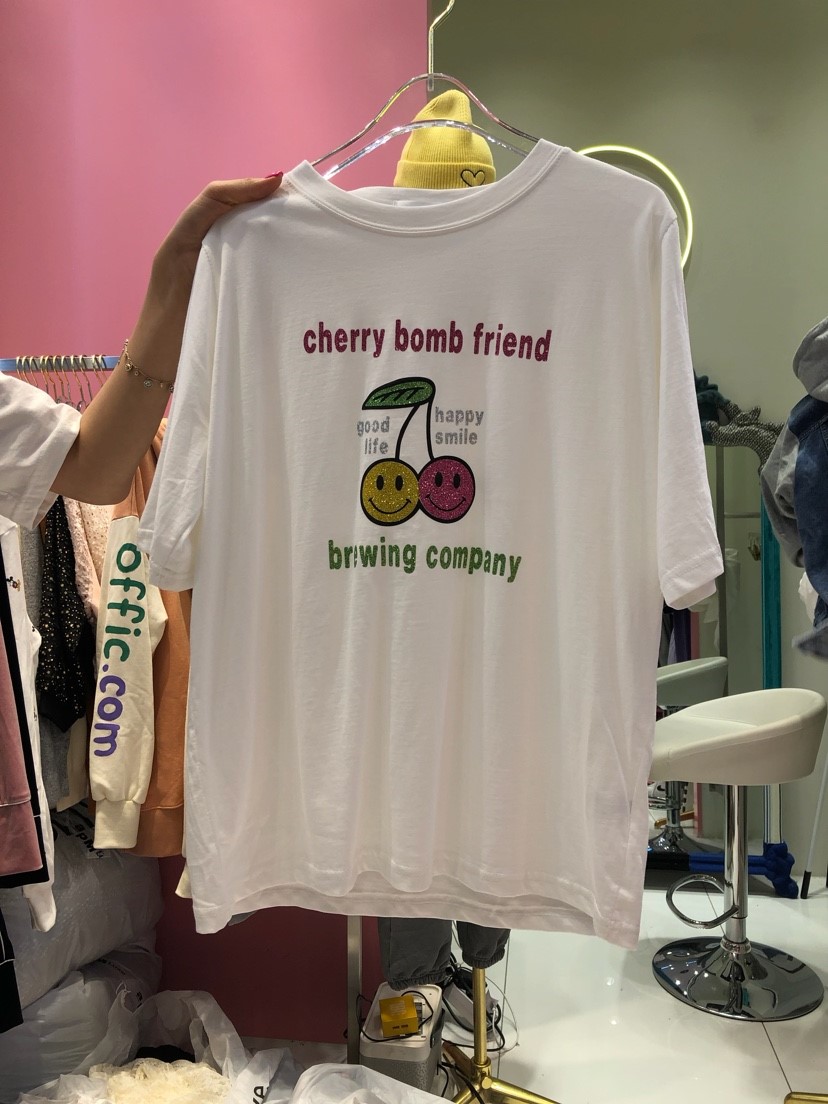 cherry bomb friend
good
life
happy
smile
brewing company
offic.com